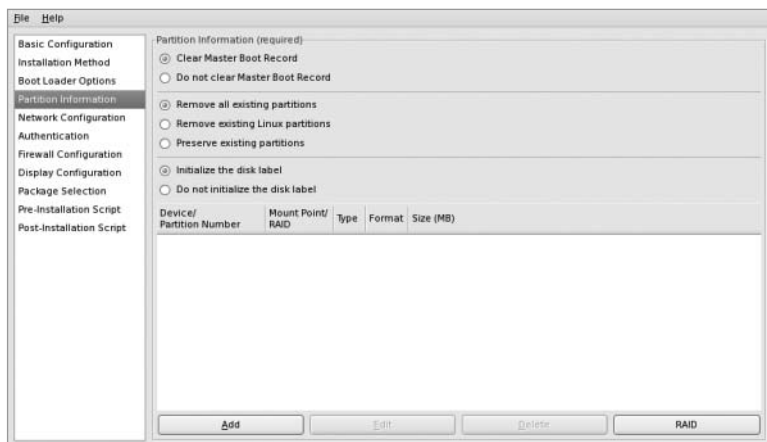 File Help
Basic Configuration
Installation Method
Boot Loader Options
Partition Information
Network Configuration
Authentication
Firewall Configuration
Display Configuration
Package Selection
Pre-Installation Script
Post-Installation Script
Partition Information (required)
Clear Master Boot Record
Do not clear Master Boot Record
Remove all existing partitions
Remove existing Linux partitions
Preserve existing partitions
Initialize the disk label
Do not initialize the disk label
Device/
Partition Number
Mount Point/
RAID
Type
Format
Size (MB)
Add
Edit
Delete
RAID